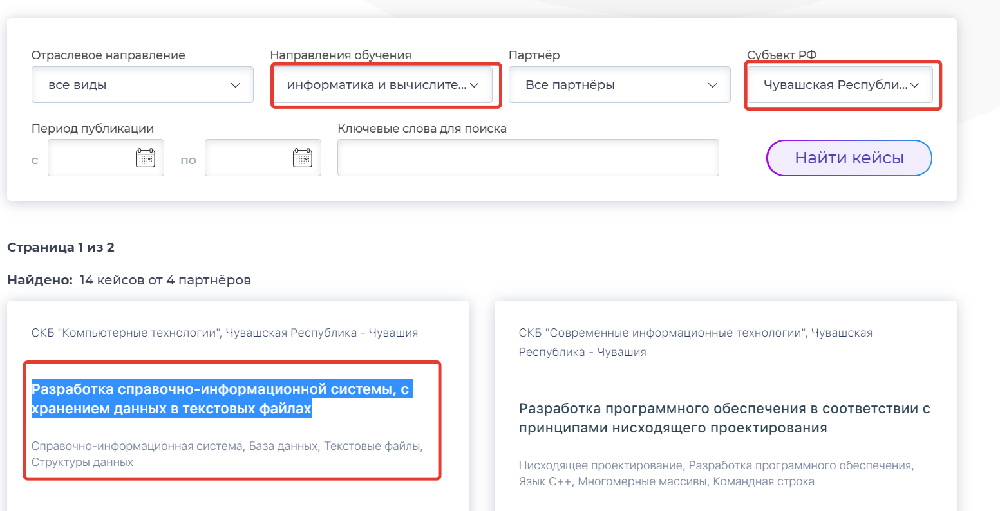 Отраслевое направление
Направления обучения
Партнёр
Субъект РФ
все виды
информатика и вычислите...
Все партнёры
Чувашская Республи...
Период публикации
Ключевые слова для поиска
с
по
Найти кейсы
Страница 1 из 2
Найдено: 14 кейсов от 4 партнёров
СКБ "Компьютерные технологии", Чувашская Республика - Чувашия
Разработка справочно-информационной системы, с
хранением данных в текстовых файлах
Справочно-информационная система, База данных, Текстовые файлы,
Структуры данных
СКБ "Современные информационные технологии", Чувашская
Республика - Чувашия
Разработка программного обеспечения в соответствии с
принципами нисходящего проектирования
Нисходящее проектирование, Разработка программного обеспечения,
Язык С++, Многомерные массивы, Командная строка